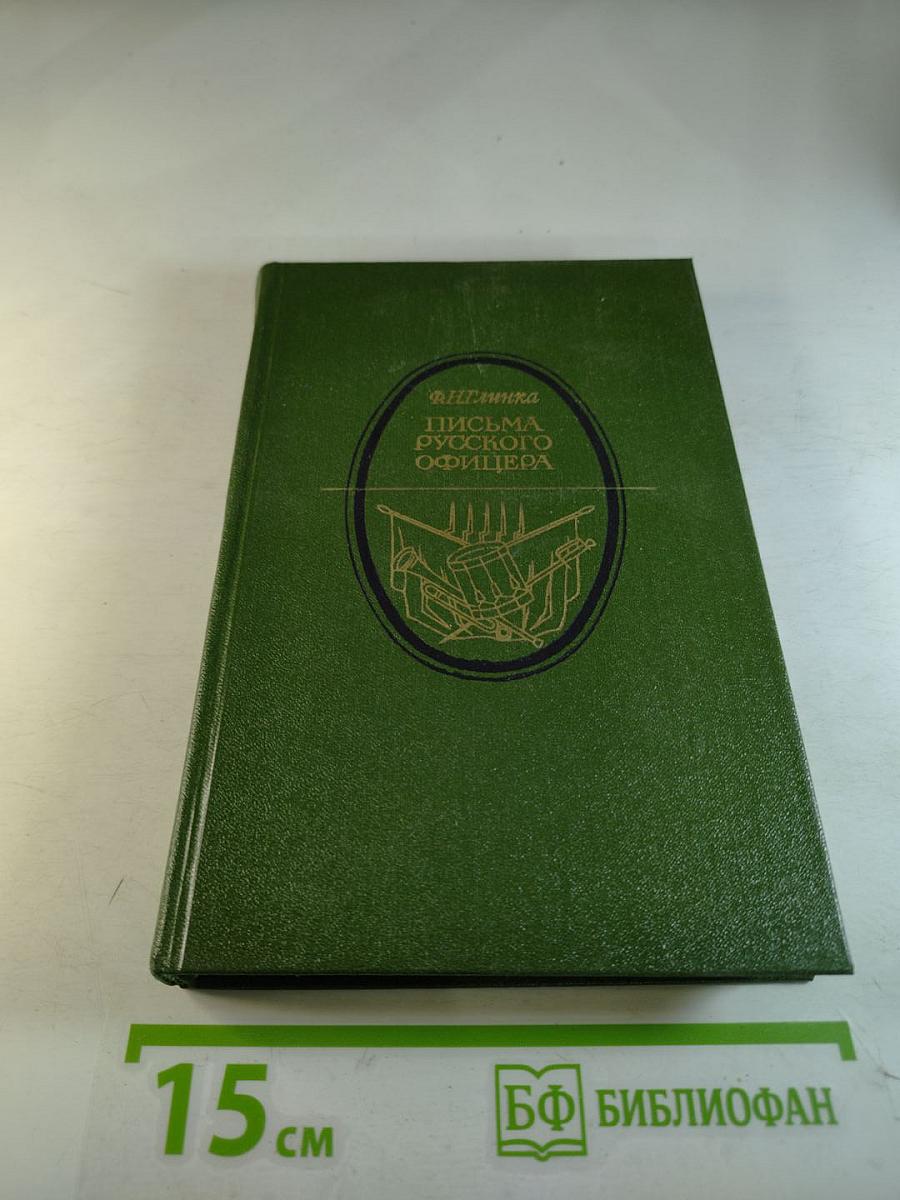 Ф.Н.Глинка
ПИСЬМА
РУССКОГО
ОФИЦЕРА
15 см
БФ БИБЛИОФАН